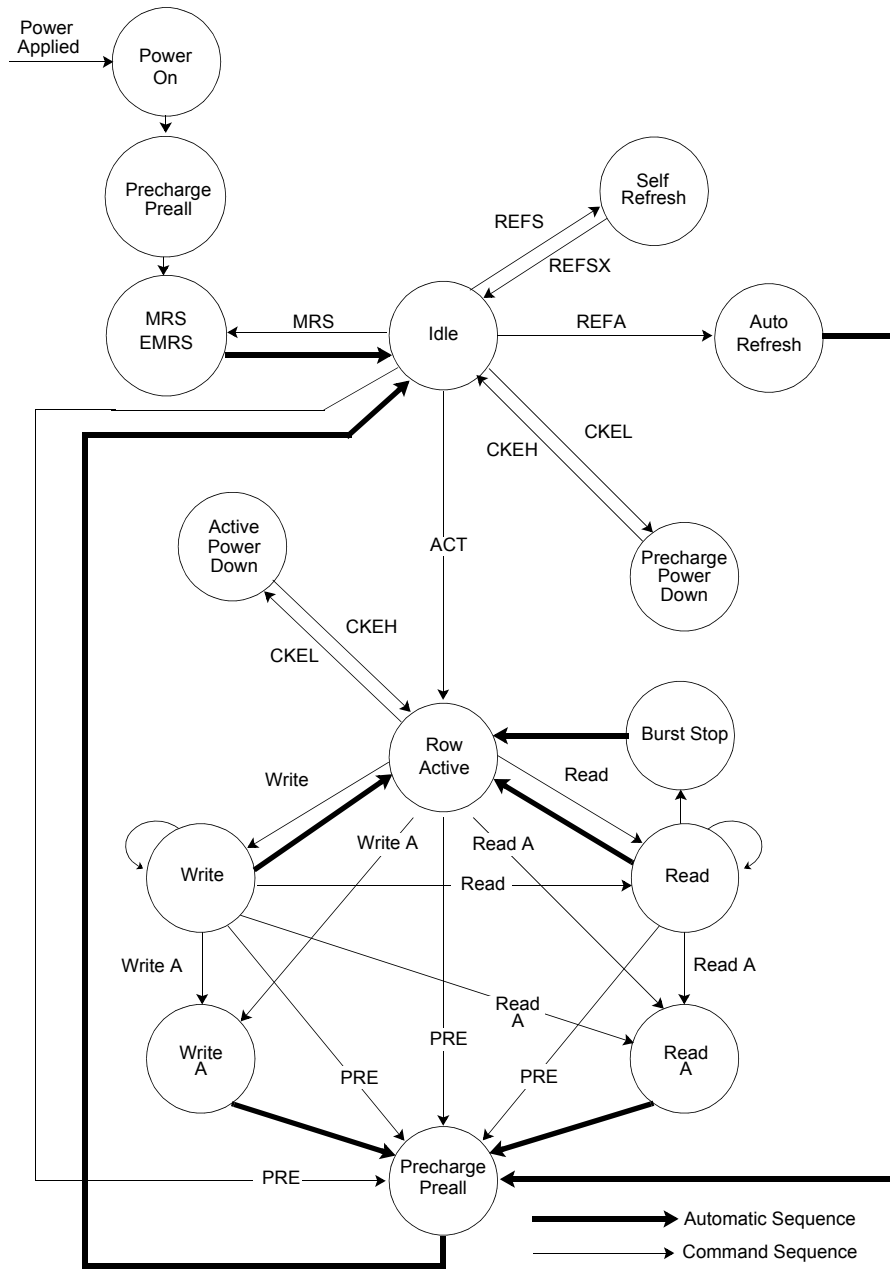 Power
Applied
Power
On
Precharge
Preall
Self
Refresh
REFS
REFSX
MRS
EMRS
MRS
Idle
REFA
Auto
Refresh
CKEL
CKEH
Active
Power
Down
ACT
Precharge
Power
Down
CKEH
CKEL
Row
Active
Burst Stop
Write
Read
Write A
Read A
Write
Read
Read
Write A
Read A
Read
A
Write
A
PRE
PRE
PRE
Read
A
Precharge
Preall
PRE
Automatic Sequence
Command Sequence